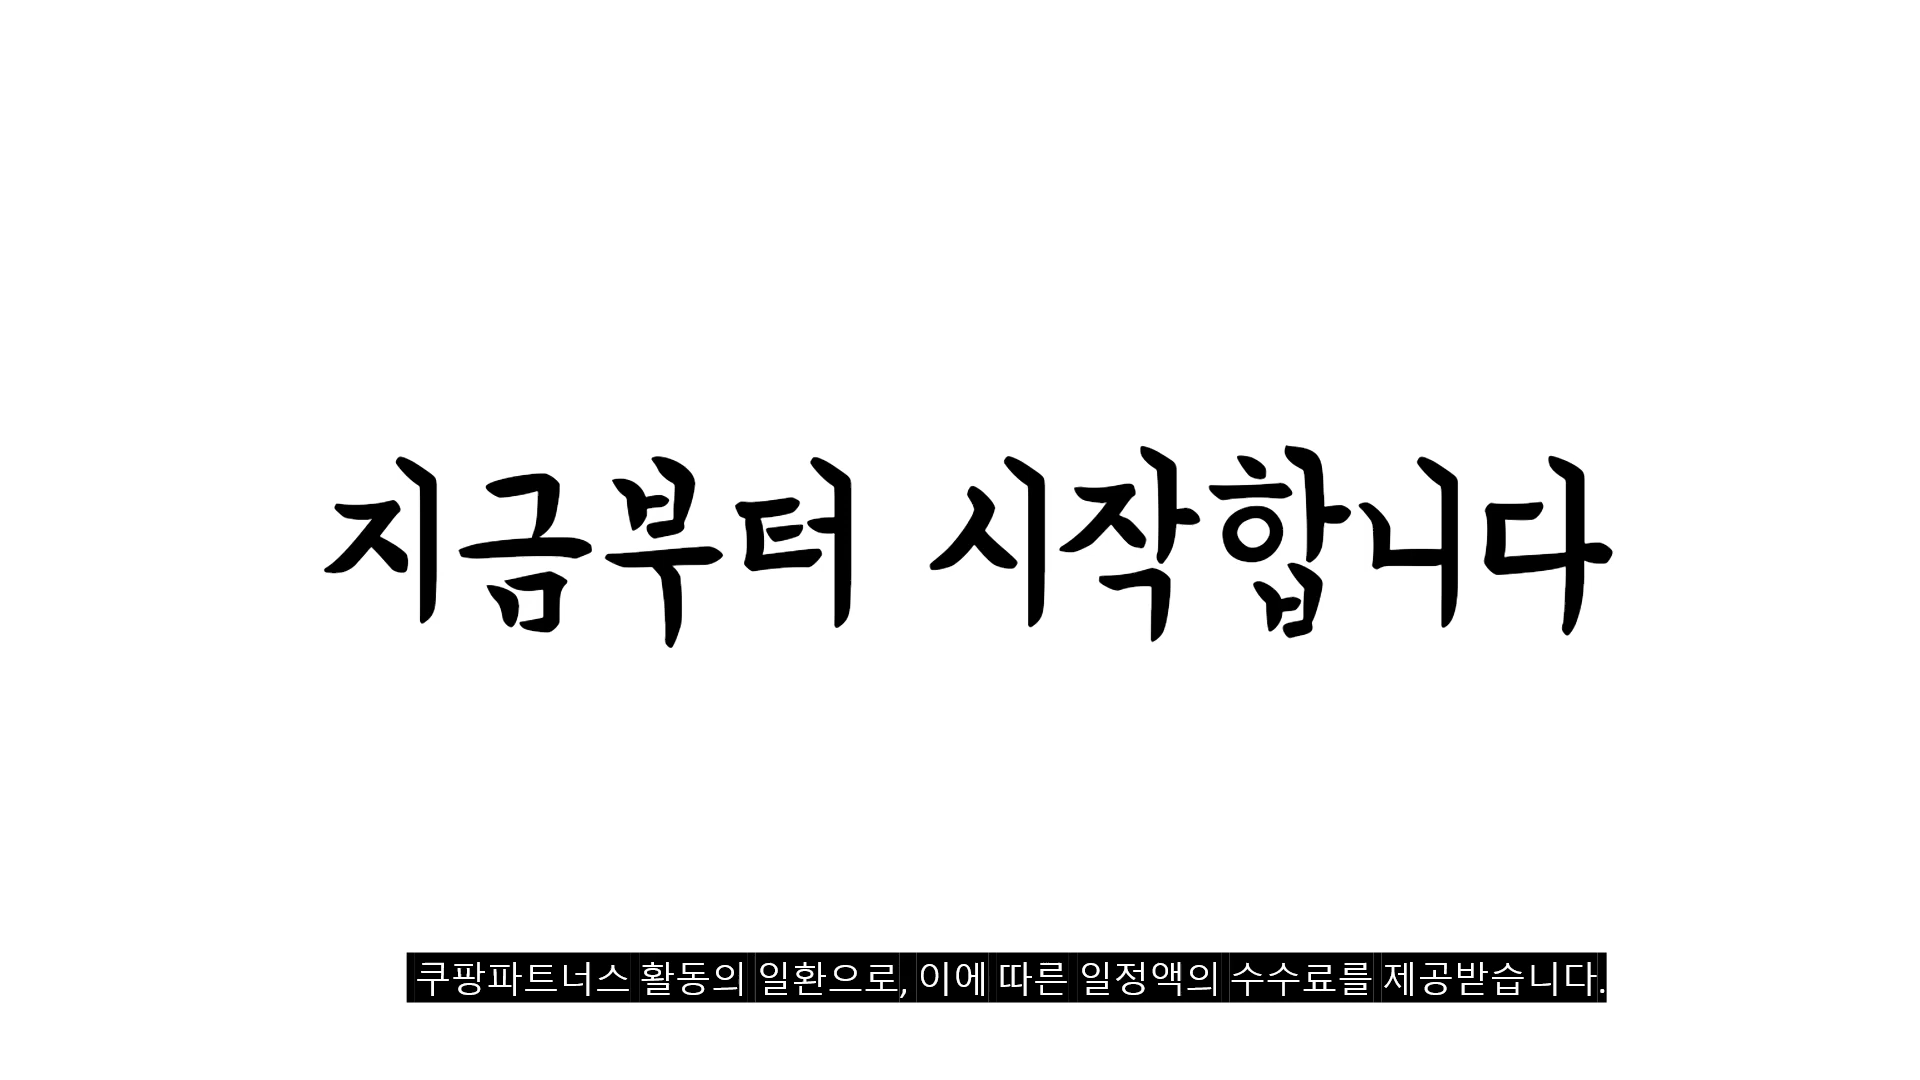 지금부터 시작합니다
쿠팡파트너스 활동의 일환으로, 이에 따른 일정액의 수수료를 제공받습니다.